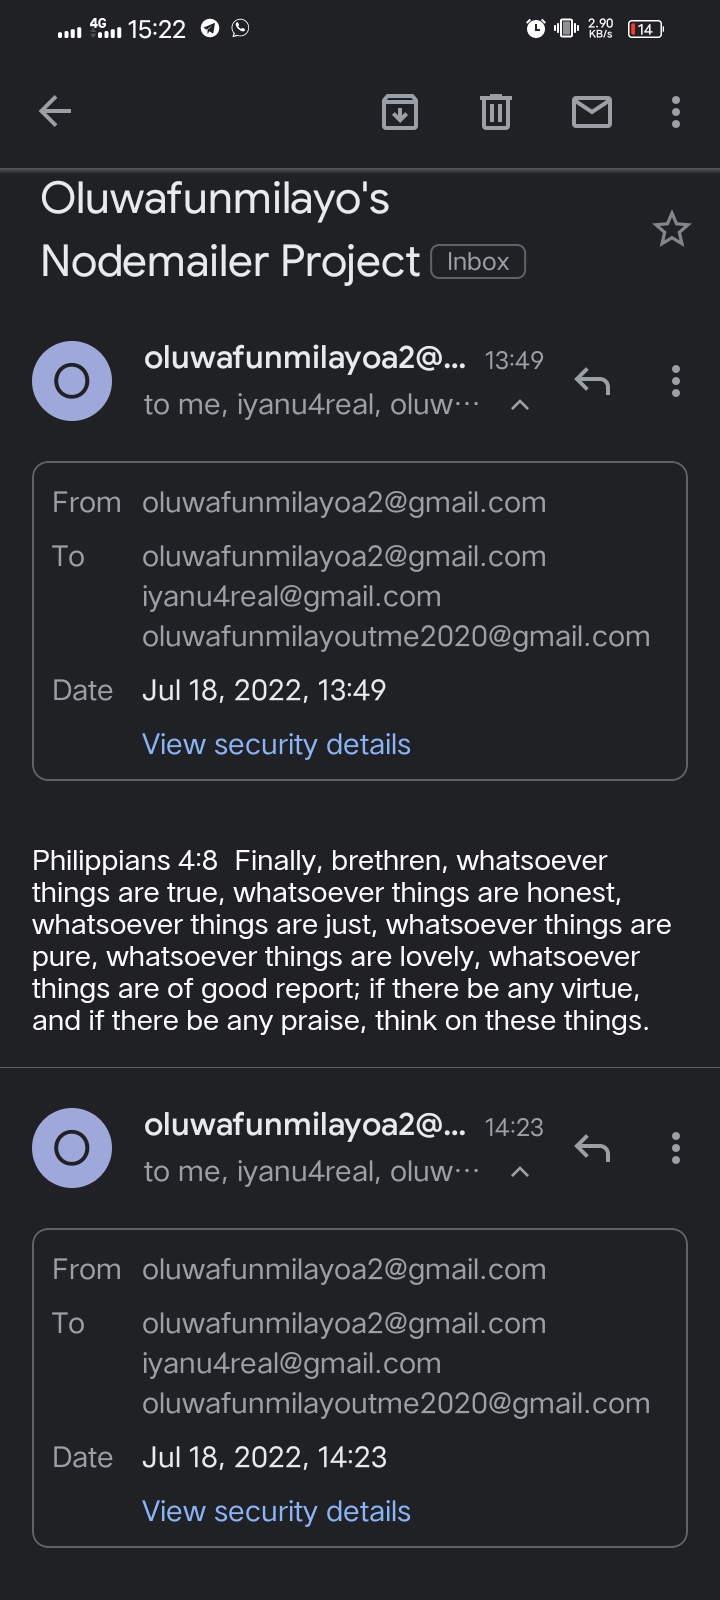 4G 15:22 2.90 KB/s 14
Oluwafunmilayo's
Nodemailer Project Inbox
O oluwafunmilayoa2@... 13:49
to me, iyanu4real, oluw...
From oluwafunmilayoa2@gmail.com
To oluwafunmilayoa2@gmail.com
iyanu4real@gmail.com
oluwafunmilayoutme2020@gmail.com
Date Jul 18, 2022, 13:49
View security details
Philippians 4:8  Finally, brethren, whatsoever
things are true, whatsoever things are honest,
whatsoever things are just, whatsoever things are
pure, whatsoever things are lovely, whatsoever
things are of good report; if there be any virtue,
and if there be any praise, think on these things.
O oluwafunmilayoa2@... 14:23
to me, iyanu4real, oluw...
From oluwafunmilayoa2@gmail.com
To oluwafunmilayoa2@gmail.com
iyanu4real@gmail.com
oluwafunmilayoutme2020@gmail.com
Date Jul 18, 2022, 14:23
View security details